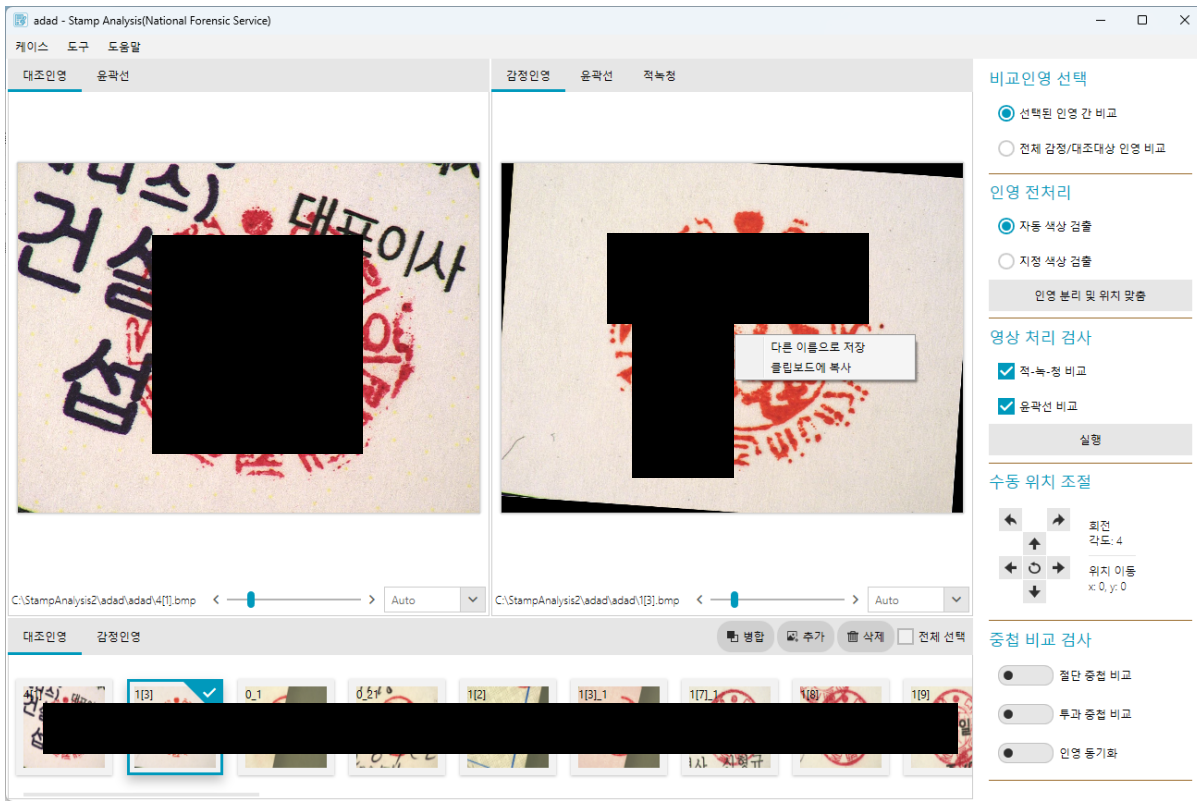 adad - Stamp Analysis(National Forensic Service)
케이스 도구 도움말
대조인영 윤곽선
감정인영 윤곽선 적녹청
대표이사
건설
섭
다른 이름으로 저장
클립보드에 복사
C:\StampAnalysis2\adad\adad\4[1].bmp
Auto
C:\StampAnalysis2\adad\adad\1[3].bmp
Auto
비교인영 선택
선택된 인영 간 비교
전체 감정/대조대상 인영 비교
인영 전처리
자동 색상 검출
지정 색상 검출
인영 분리 및 위치 맞춤
영상 처리 검사
적-녹-청 비교
윤곽선 비교
실행
수동 위치 조절
회전
각도: 4
위치 이동
x: 0, y: 0
중첩 비교 검사
절단 중첩 비교
투과 중첩 비교
인영 동기화
대조인영 감정인영
병합 추가 삭제 전체 선택
4[1] 1[3] 0_1 0_21 1[2] 1[3]_1 1[7]_1 1[8] 1[9]